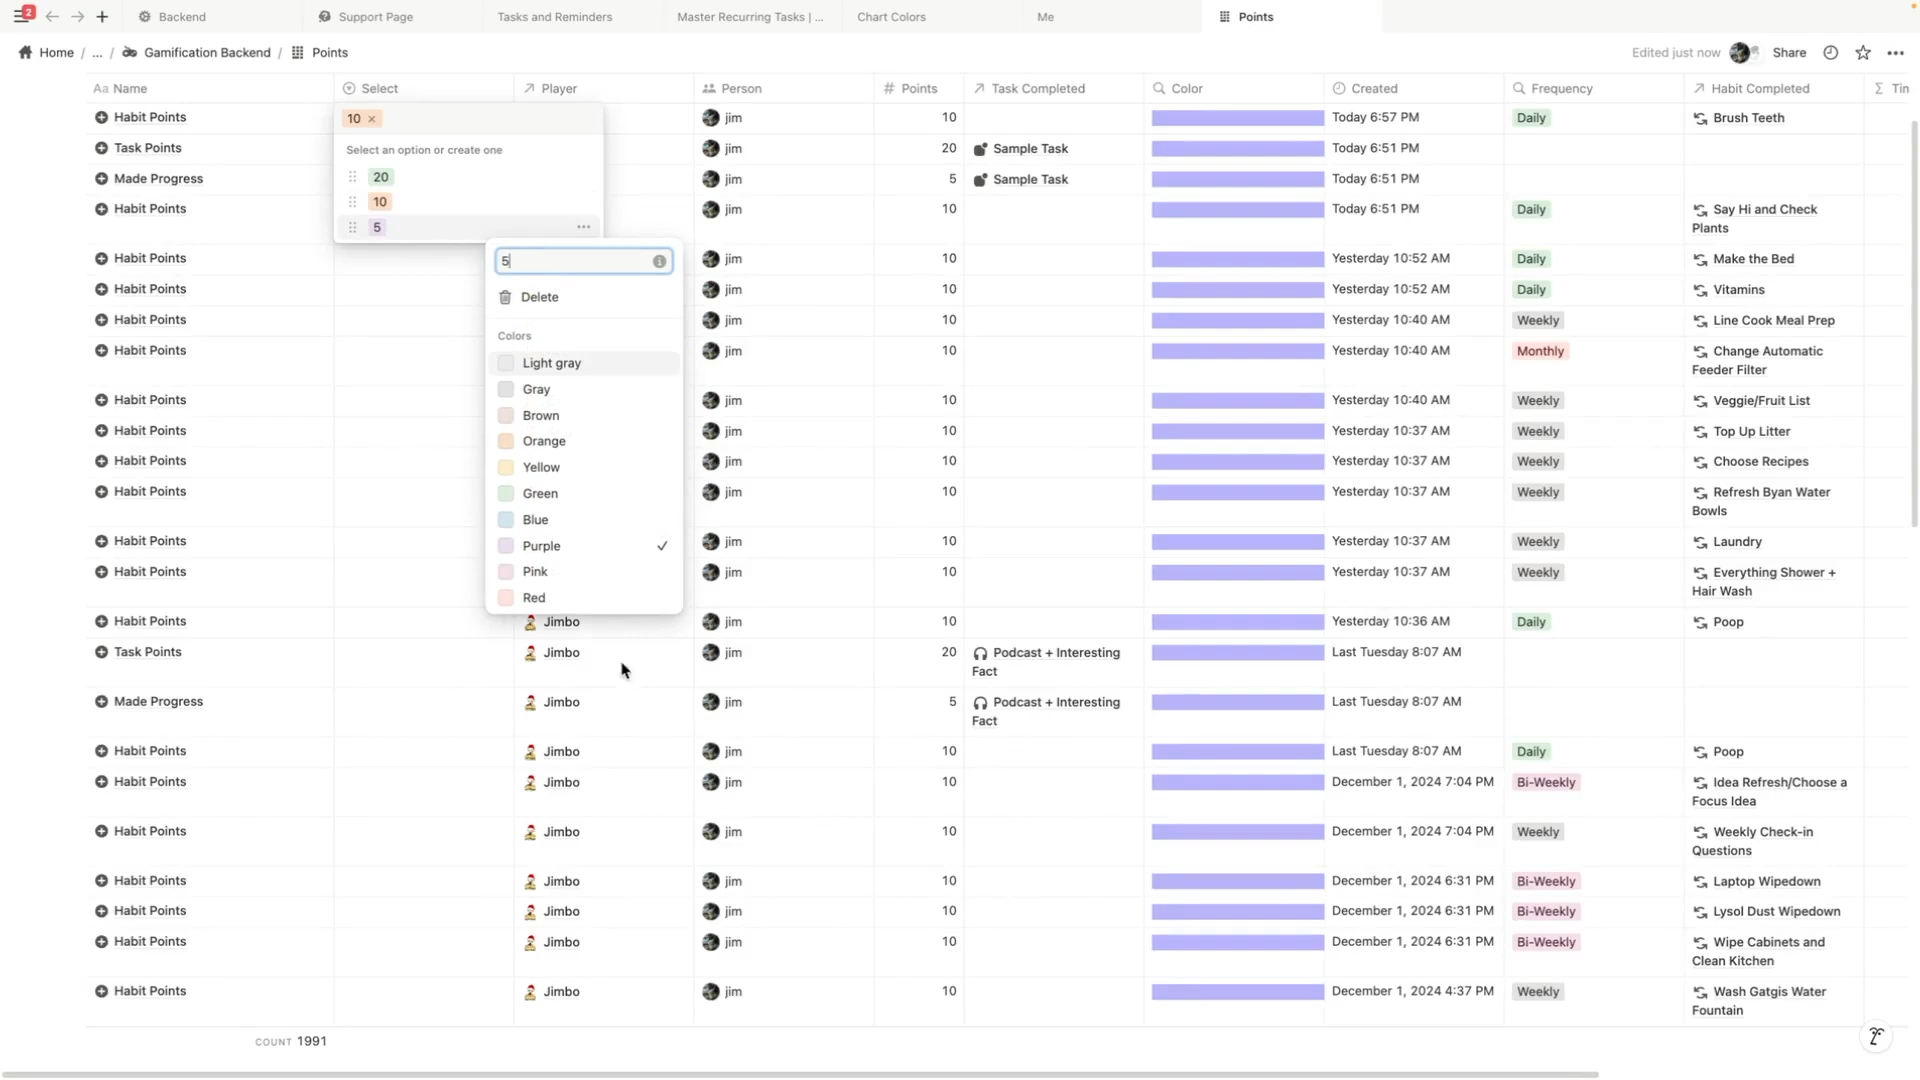 2
Backend
Support Page
Tasks and Reminders
Master Recurring Tasks | ...
Chart Colors
Me
Points
Home / ... / Gamification Backend / Points
Edited just now
Share
Aa Name Select Player Person # Points Task Completed Color Created Frequency Habit Completed Σ Tin
Habit Points 10 × jim 10 Today 6:57 PM Daily Brush Teeth
Select an option or create one
Task Points jim 20 Sample Task Today 6:51 PM
20
Made Progress jim 5 Sample Task Today 6:51 PM
10
Habit Points jim 10 Today 6:51 PM Daily Say Hi and Check
Plants
5 ...
Habit Points jim 10 Yesterday 10:52 AM Daily Make the Bed
5
Habit Points Delete jim 10 Yesterday 10:52 AM Daily Vitamins
Habit Points jim 10 Yesterday 10:40 AM Weekly Line Cook Meal Prep
Colors
Habit Points jim 10 Yesterday 10:40 AM Monthly Change Automatic
Feeder Filter
Light gray
Gray
Habit Points jim 10 Yesterday 10:40 AM Weekly Veggie/Fruit List
Brown
Habit Points jim 10 Yesterday 10:37 AM Weekly Top Up Litter
Orange
Habit Points jim 10 Yesterday 10:37 AM Weekly Choose Recipes
Yellow
Habit Points jim 10 Yesterday 10:37 AM Weekly Refresh Byan Water
Bowls
Green
Blue
Habit Points jim 10 Yesterday 10:37 AM Weekly Laundry
Purple
Habit Points Pink jim 10 Yesterday 10:37 AM Weekly Everything Shower +
Hair Wash
Red
Habit Points Jimbo jim 10 Yesterday 10:36 AM Daily Poop
Task Points Jimbo jim 20 Podcast + Interesting Last Tuesday 8:07 AM
Fact
Made Progress Jimbo jim 5 Podcast + Interesting Last Tuesday 8:07 AM
Fact
Habit Points Jimbo jim 10 Last Tuesday 8:07 AM Daily Poop
Habit Points Jimbo jim 10 December 1, 2024 7:04 PM Bi-Weekly Idea Refresh/Choose a
Focus Idea
Habit Points Jimbo jim 10 December 1, 2024 7:04 PM Weekly Weekly Check-in
Questions
Habit Points Jimbo jim 10 December 1, 2024 6:31 PM Bi-Weekly Laptop Wipedown
Habit Points Jimbo jim 10 December 1, 2024 6:31 PM Bi-Weekly Lysol Dust Wipedown
Habit Points Jimbo jim 10 December 1, 2024 6:31 PM Bi-Weekly Wipe Cabinets and
Clean Kitchen
Habit Points Jimbo jim 10 December 1, 2024 4:37 PM Weekly Wash Gatgis Water
Fountain
COUNT 1991